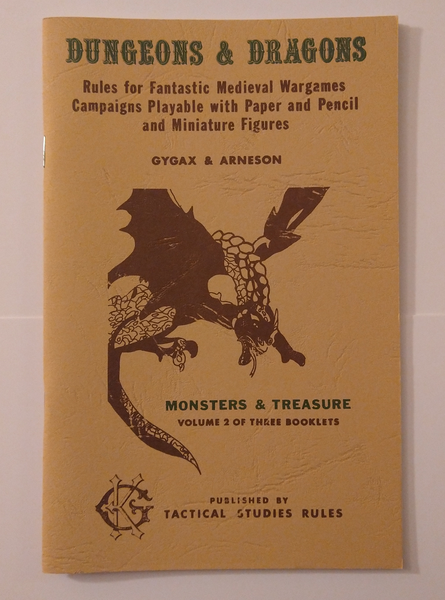 DUNGEONS & DRAGONS
Rules for Fantastic Medieval Wargames
Campaigns Playable with Paper and Pencil
and Miniature Figures
GYGAX & ARNESON
MONSTERS & TREASURE
VOLUME 2 OF THREE BOOKLETS
GK
PUBLISHED BY
TACTICAL STUDIES RULES